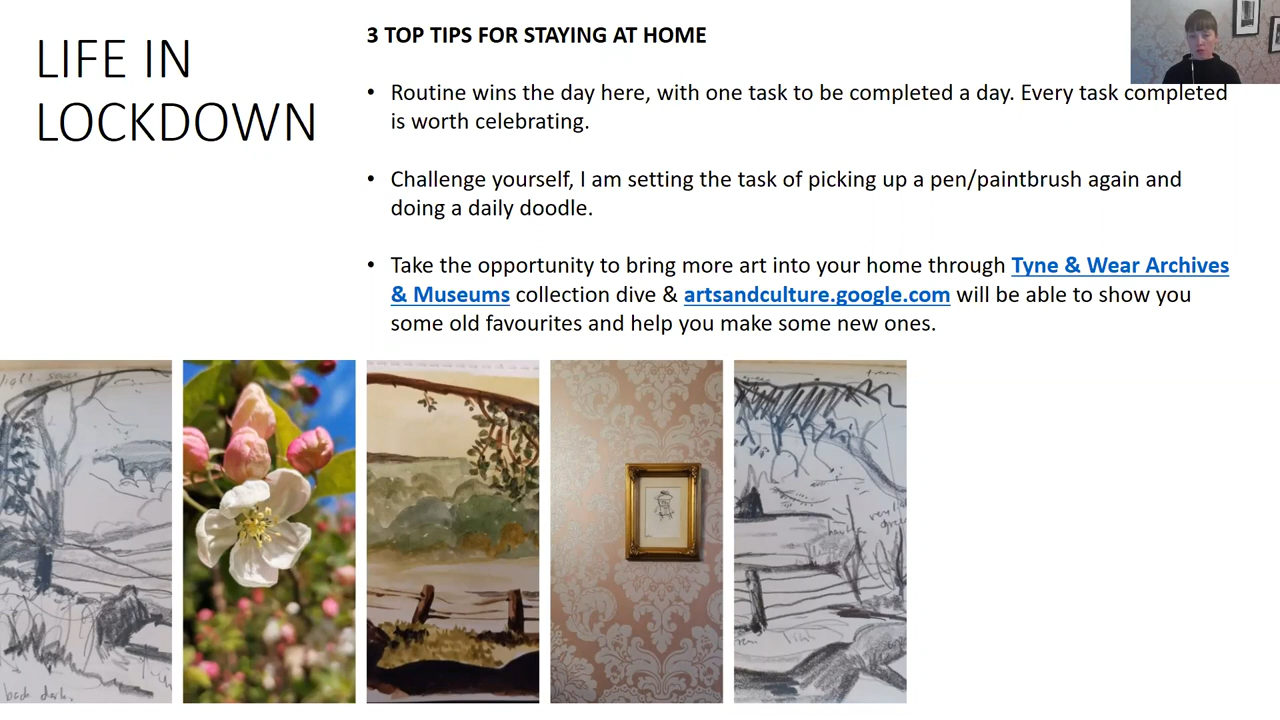 LIFE IN
LOCKDOWN
3 TOP TIPS FOR STAYING AT HOME
• Routine wins the day here, with one task to be completed a day. Every task completed
is worth celebrating.
• Challenge yourself, I am setting the task of picking up a pen/paintbrush again and
doing a daily doodle.
• Take the opportunity to bring more art into your home through Tyne & Wear Archives
& Museums collection dive & artsandculture.google.com will be able to show you
some old favourites and help you make some new ones.
back dark.